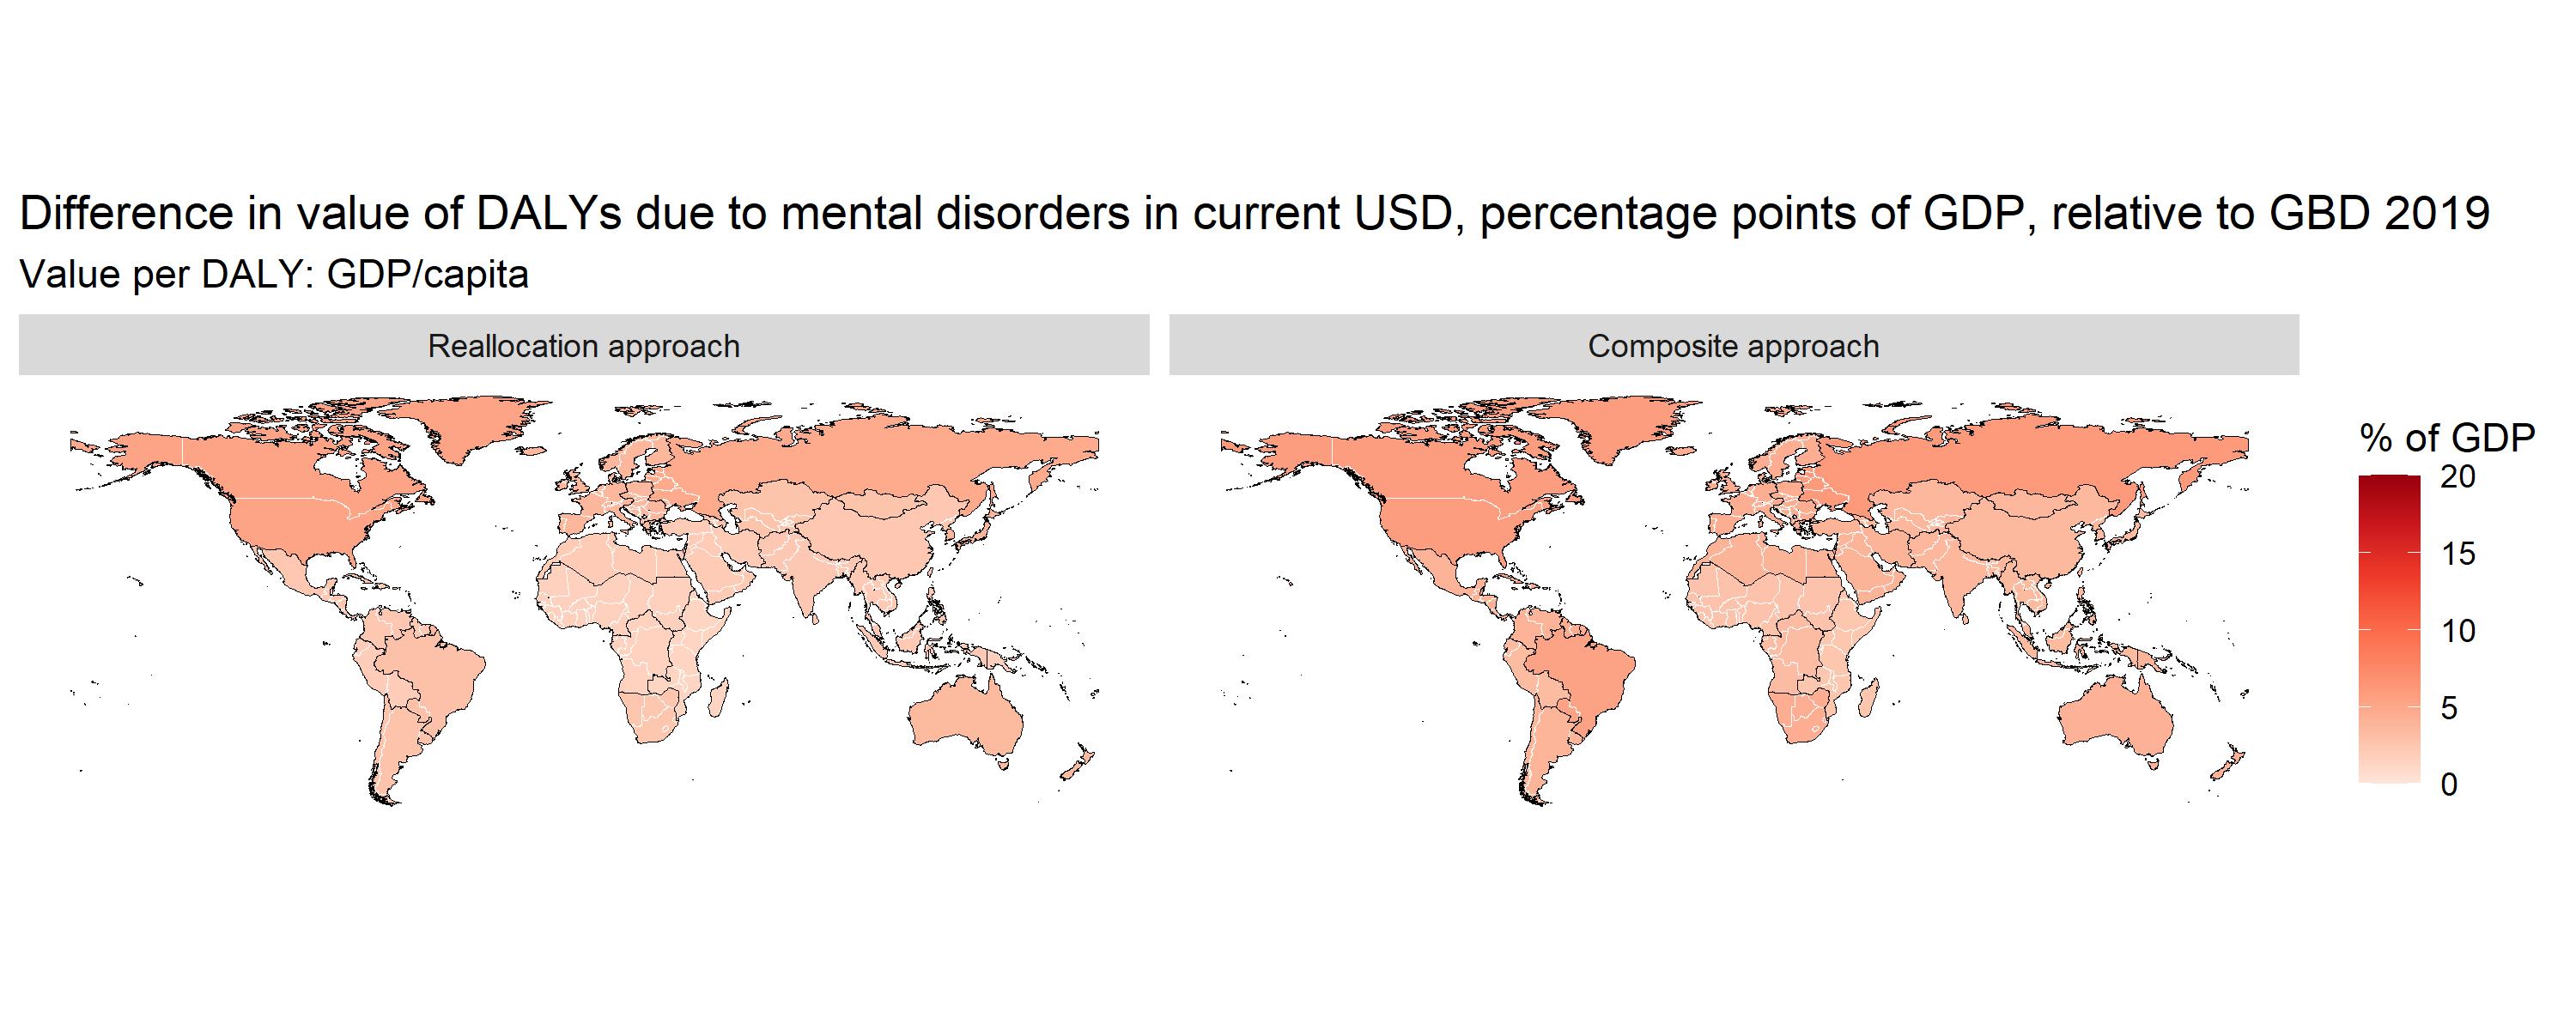 Difference in value of DALYs due to mental disorders in current USD, percentage points of GDP, relative to GBD 2019
Value per DALY: GDP/capita
Reallocation approach
Composite approach
% of GDP
20
15
10
5
0